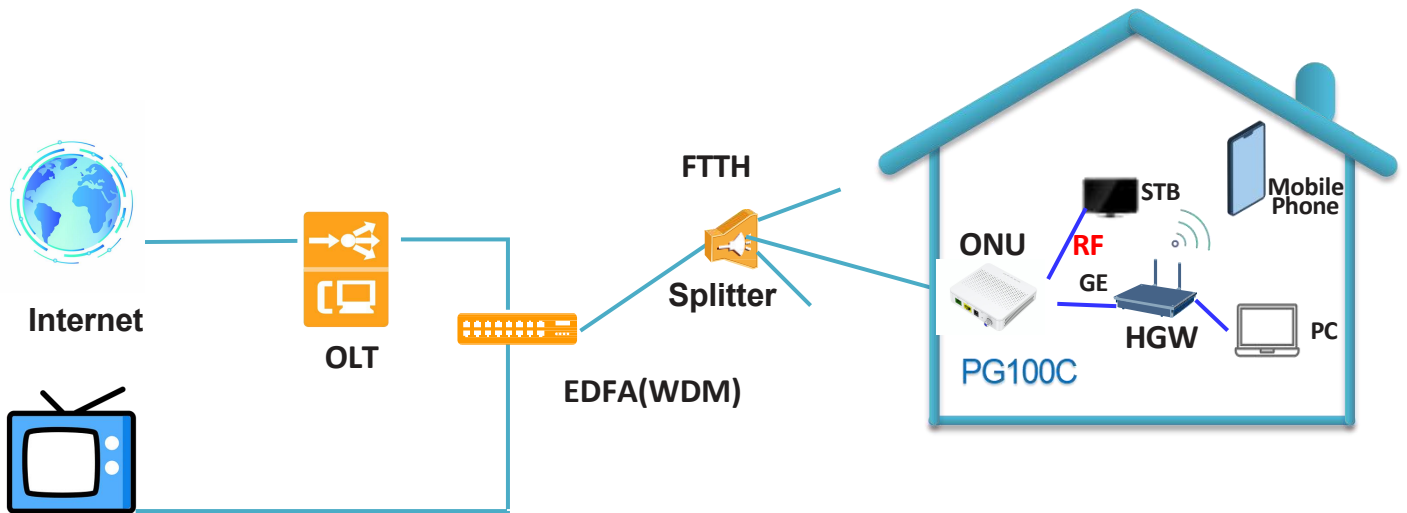 Internet
OLT
EDFA(WDM)
FTTH
Splitter
ONU
PG100C
RF
STB
GE
HGW
Mobile
Phone
PC